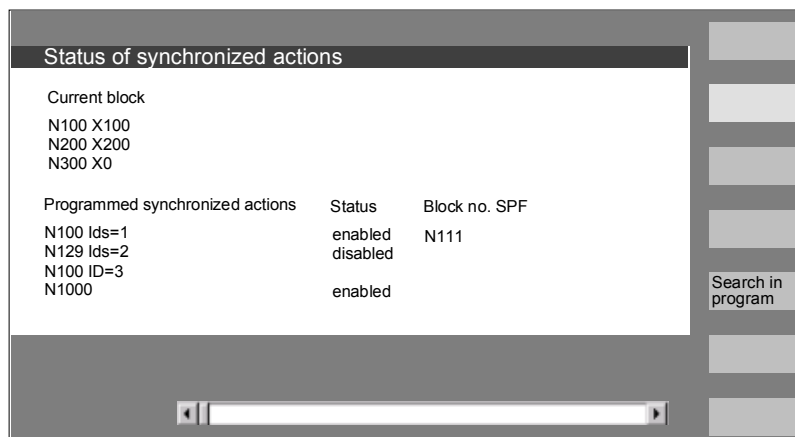 Status of synchronized actions
Current block
N100 X100
N200 X200
N300 X0
Programmed synchronized actions Status Block no. SPF
N100 Ids=1 enabled N111
N129 Ids=2 disabled
N100 ID=3
N1000 enabled
Search in
program